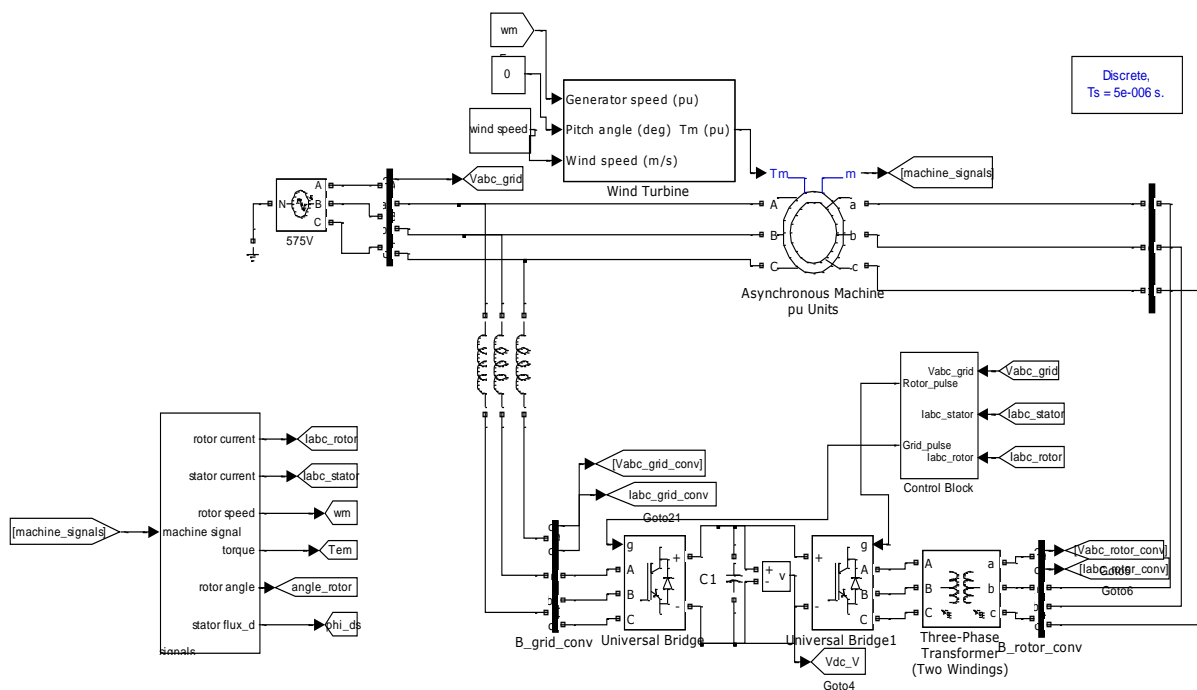 wm
0
wind speed
Generator speed (pu)
Pitch angle (deg) Tm (pu)
Wind speed (m/s)
Wind Turbine
Discrete,
Ts = 5e-006 s.
Vabc_grid
Tm m
[machine_signals
N
A
B
C
575V
A a
B b
C c
Asynchronous Machine
pu Units
Vabc_grid
Rotor_pulse
Iabc_stator
Grid_pulse
Iabc_rotor
Control Block
Vabc_grid
Iabc_stator
Iabc_rotor
[machine_signals]
machine signal
rotor current
stator current
rotor speed
torque
rotor angle
stator flux_d
signals
Iabc_rotor
Iabc_stator
wm
Tem
angle_rotor
phi_ds
[Vabc_grid_conv]
Iabc_grid_conv
Goto21
B_grid_conv
g
A
B
C
+
-
Universal Bridge
C1
+
-
v
Vdc_V
Goto4
g
+
-
A
B
C
Universal Bridge1
A a
B b
C c
Three-Phase
Transformer
(Two Windings)
[Vabc_rotor_conv]
Goto5
[Iabc_rotor_conv]
Goto6
B_rotor_conv